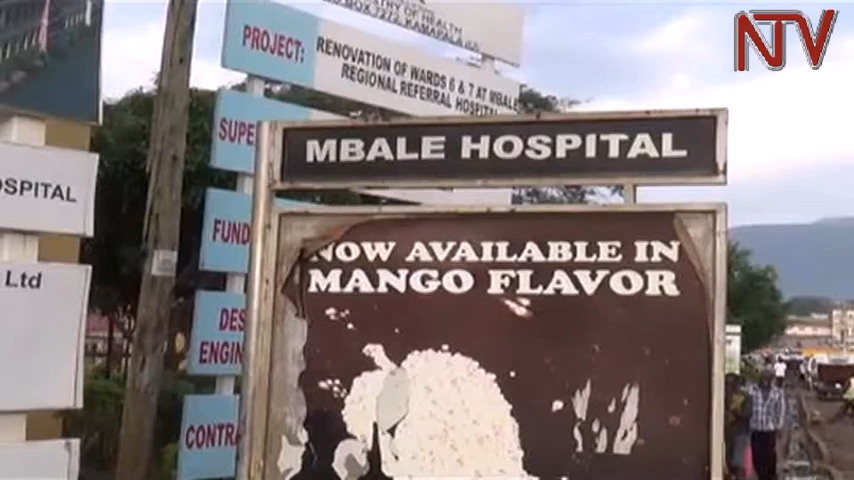 NTV
PROJECT:
RENOVATION OF WARDS 6 & 7 AT MBALE
REGIONAL REFERRAL HOSPITAL
MBALE HOSPITAL
NOW AVAILABLE IN
MANGO FLAVOR
OSPITAL
Ltd
SUPE
FUND
DES
ENGIN
CONTRA